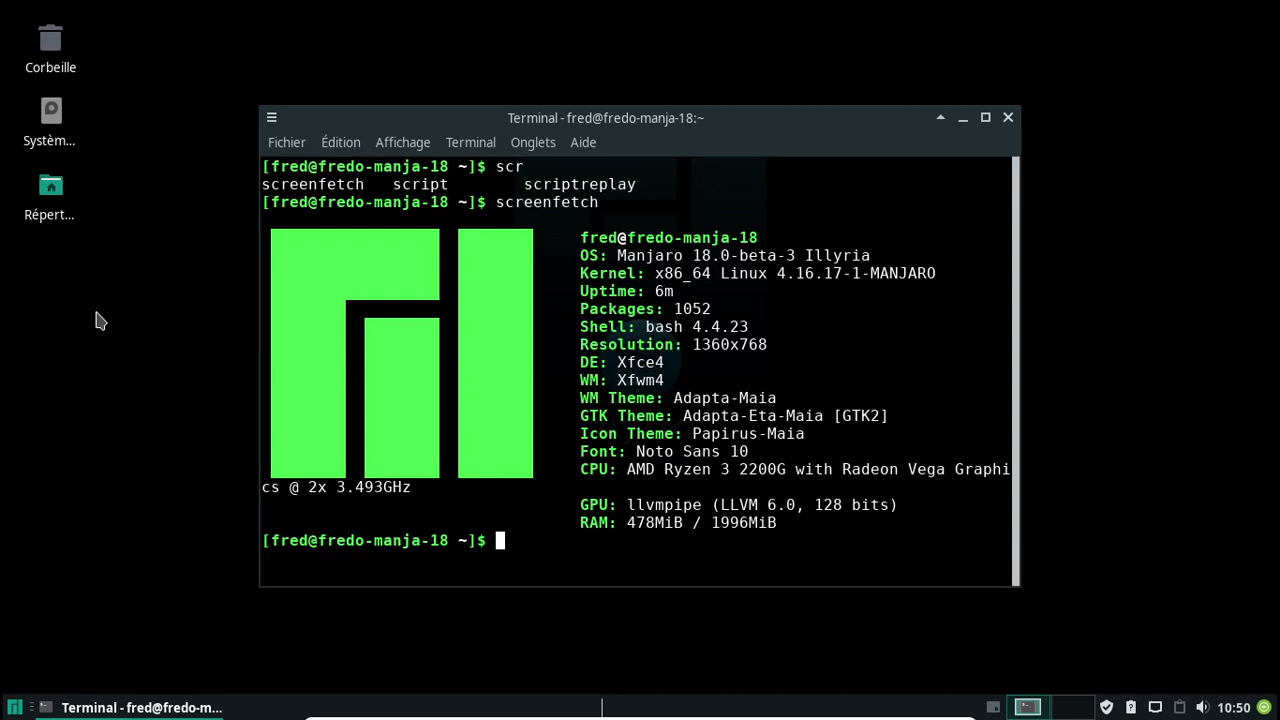 Corbeille
Systèm...
Répert...
Terminal - fred@fredo-manja-18:~
Fichier Édition Affichage Terminal Onglets Aide
[fred@fredo-manja-18 ~]$ scr
screenfetch script scriptreplay
[fred@fredo-manja-18 ~]$ screenfetch
fred@fredo-manja-18
OS: Manjaro 18.0-beta-3 Illyria
Kernel: x86_64 Linux 4.16.17-1-MANJARO
Uptime: 6m
Packages: 1052
Shell: bash 4.4.23
Resolution: 1360x768
DE: Xfce4
WM: Xfwm4
WM Theme: Adapta-Maia
GTK Theme: Adapta-Eta-Maia [GTK2]
Icon Theme: Papirus-Maia
Font: Noto Sans 10
CPU: AMD Ryzen 3 2200G with Radeon Vega Graphi
cs @ 2x 3.493GHz
GPU: llvmpipe (LLVM 6.0, 128 bits)
RAM: 478MiB / 1996MiB
[fred@fredo-manja-18 ~]$
Terminal - fred@fredo-m...
10:50